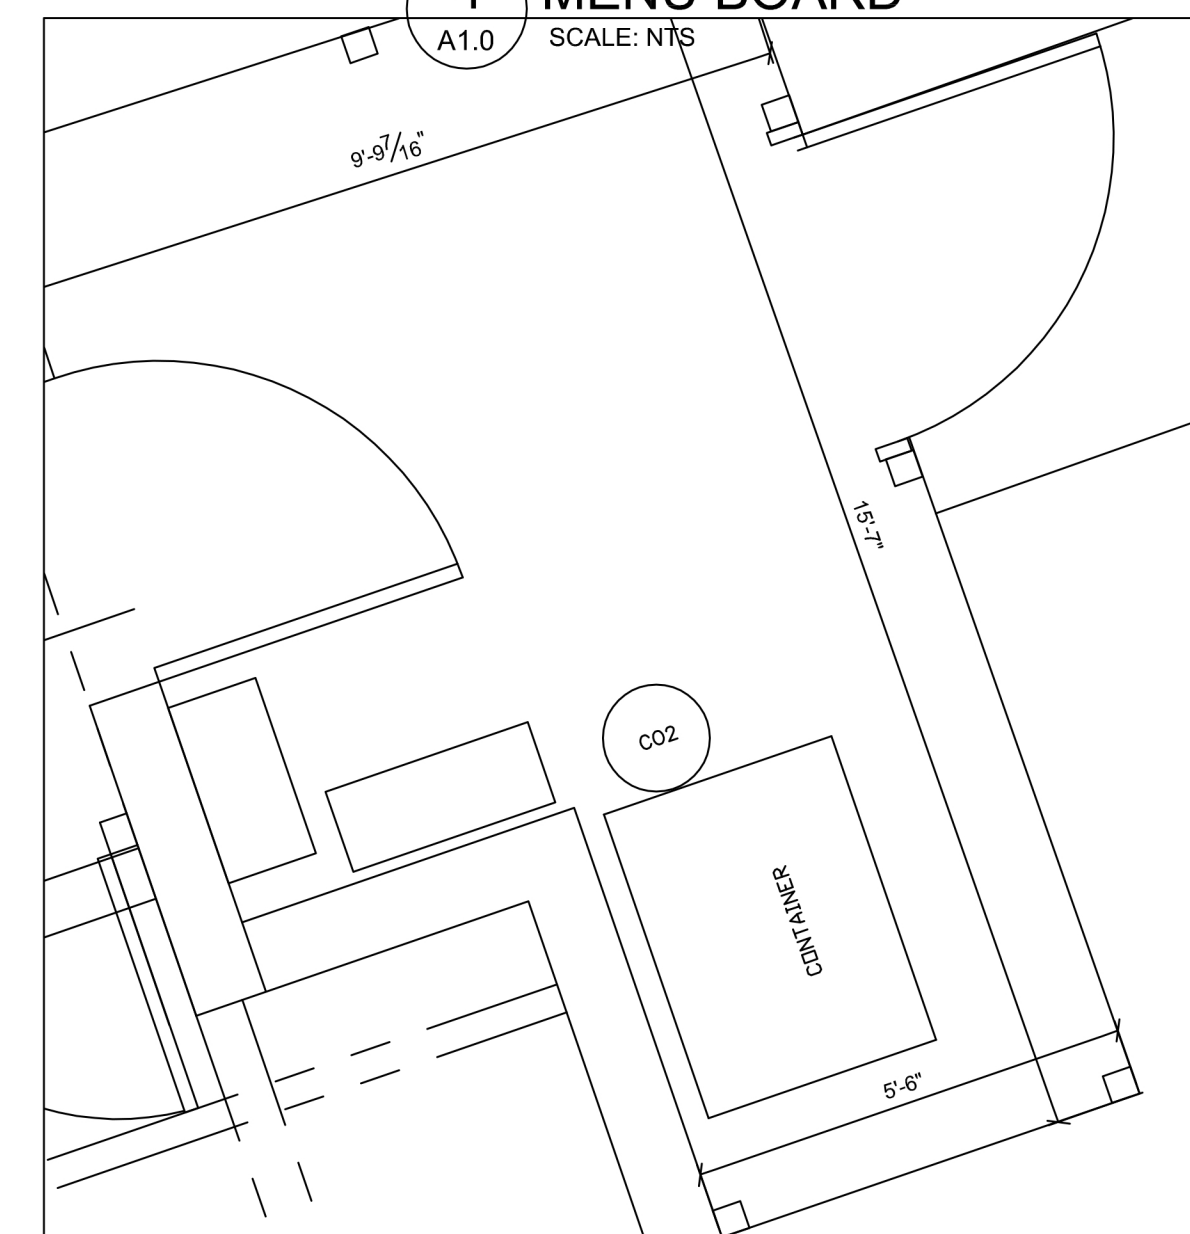 MENS BOARD
A1.0
SCALE: NTS
9'-9 7/16"
15'-7"
CO2
CONTAINER
5'-6"